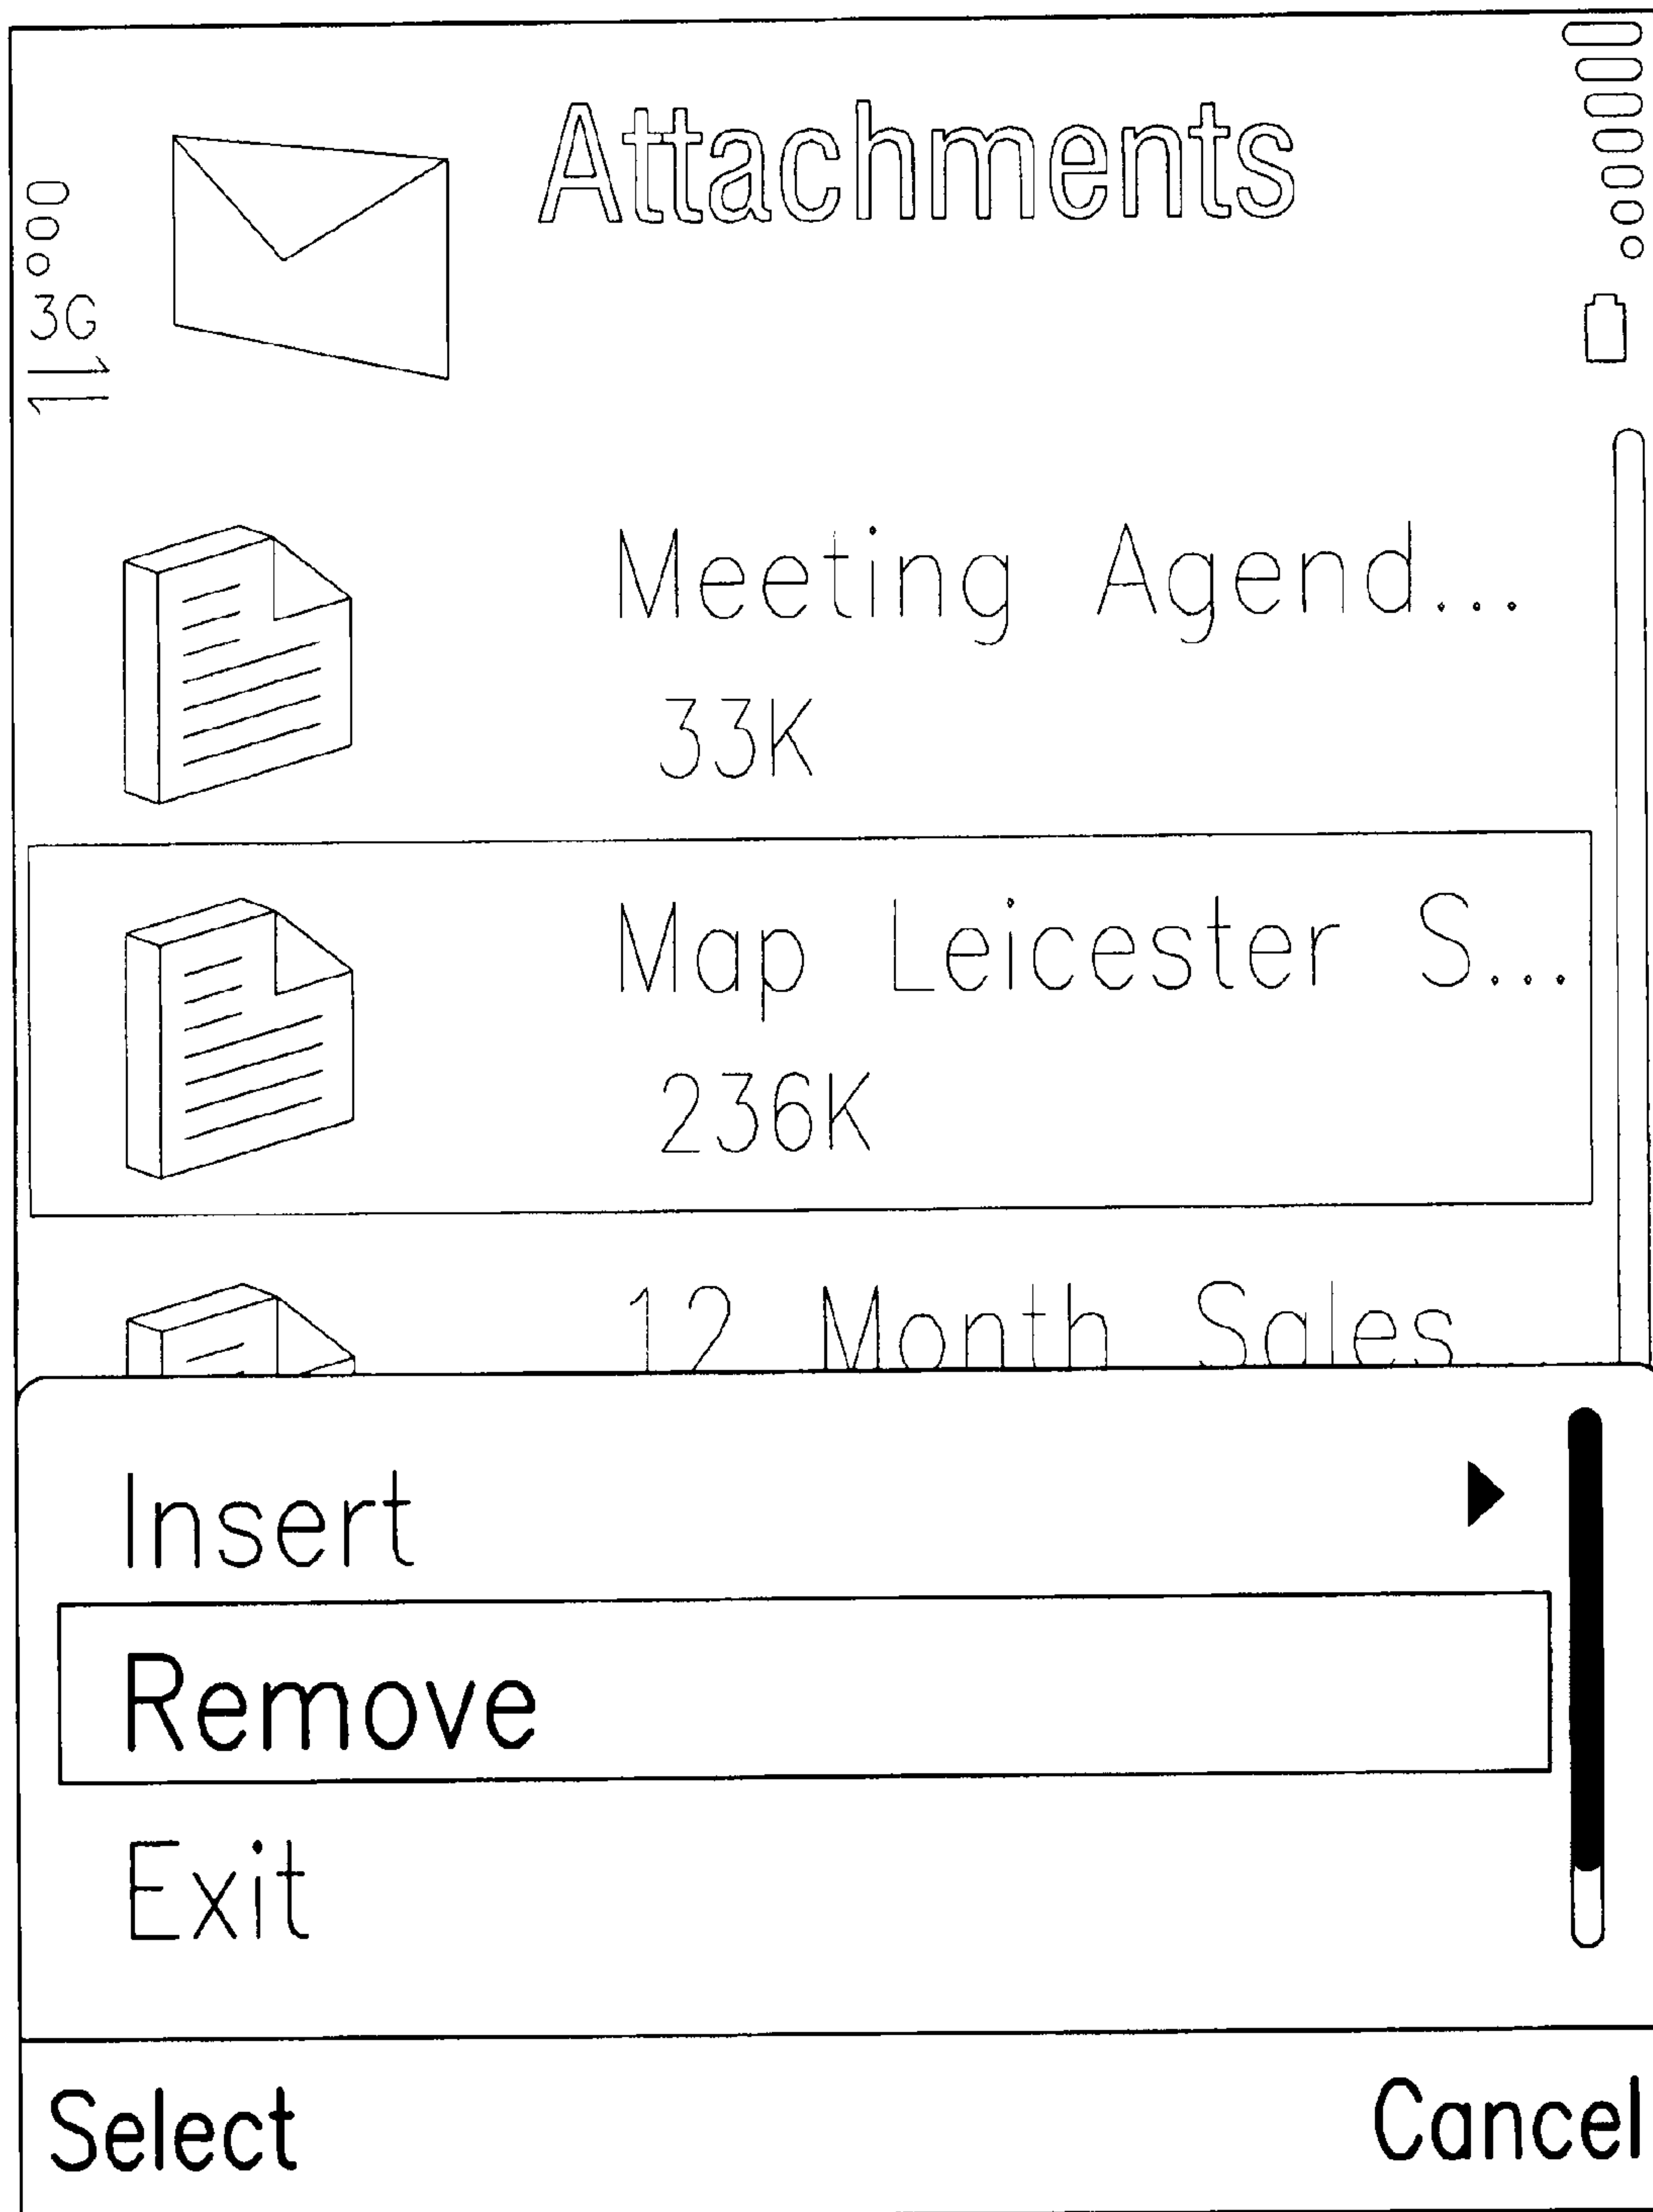 Attachments
3G
Meeting Agend...
33K
Map Leicester S...
236K
12 Month Sales
Insert
Remove
Exit
Select
Cancel